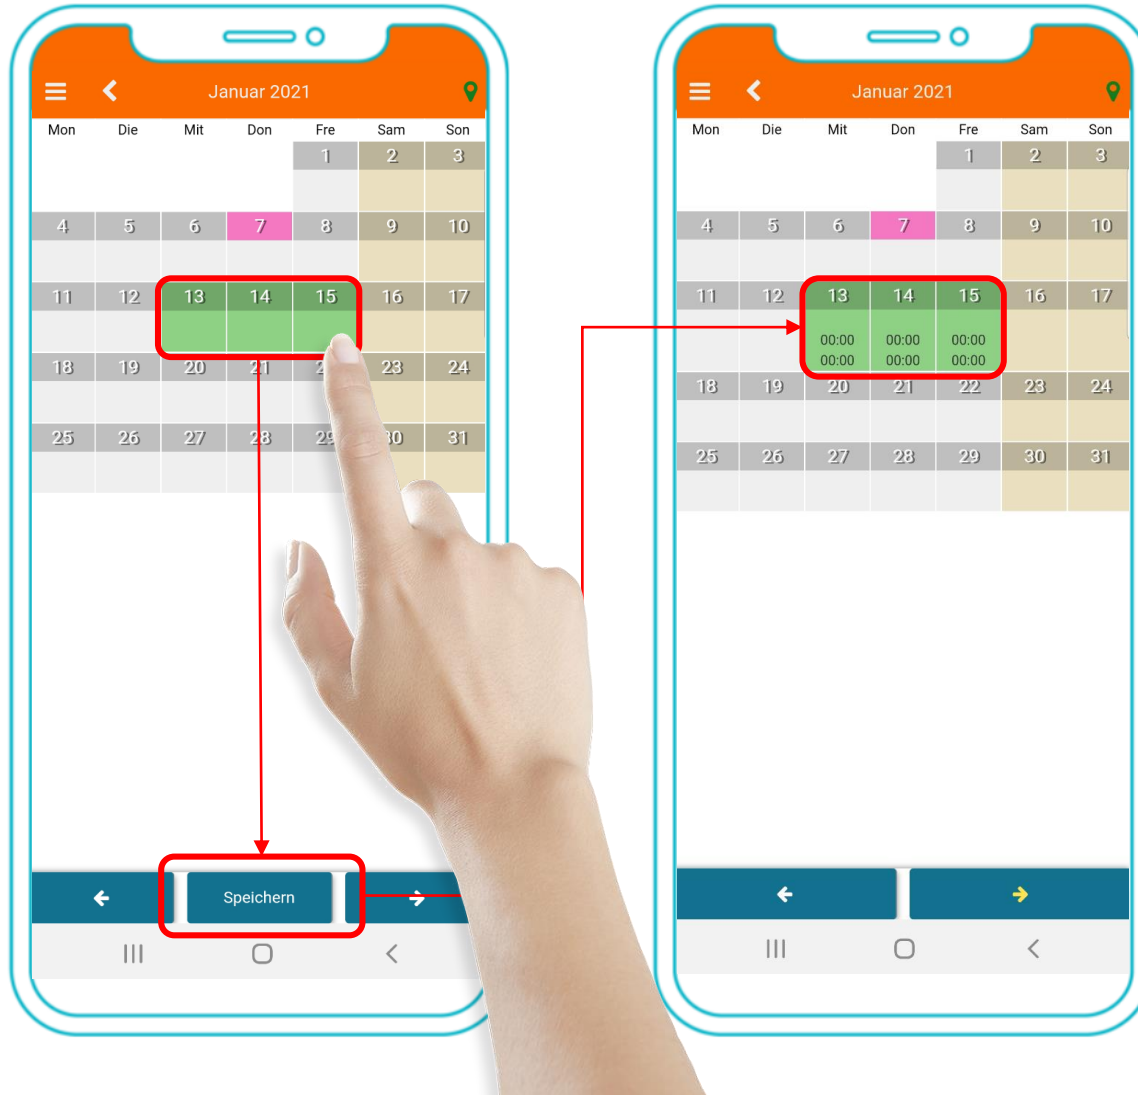 Januar 2021
Mon Die Mit Don Fre Sam Son
1 2 3
4 5 6 7 8 9 10
11 12 13 14 15 16 17
18 19 20 21 23 24
25 26 27 28 29 30 31
Speichern
Januar 2021
Mon Die Mit Don Fre Sam Son
1 2 3
4 5 6 7 8 9 10
11 12 13 14 15 16 17
00:00 00:00 00:00
00:00 00:00 00:00
18 19 20 21 22 23 24
25 26 27 28 29 30 31